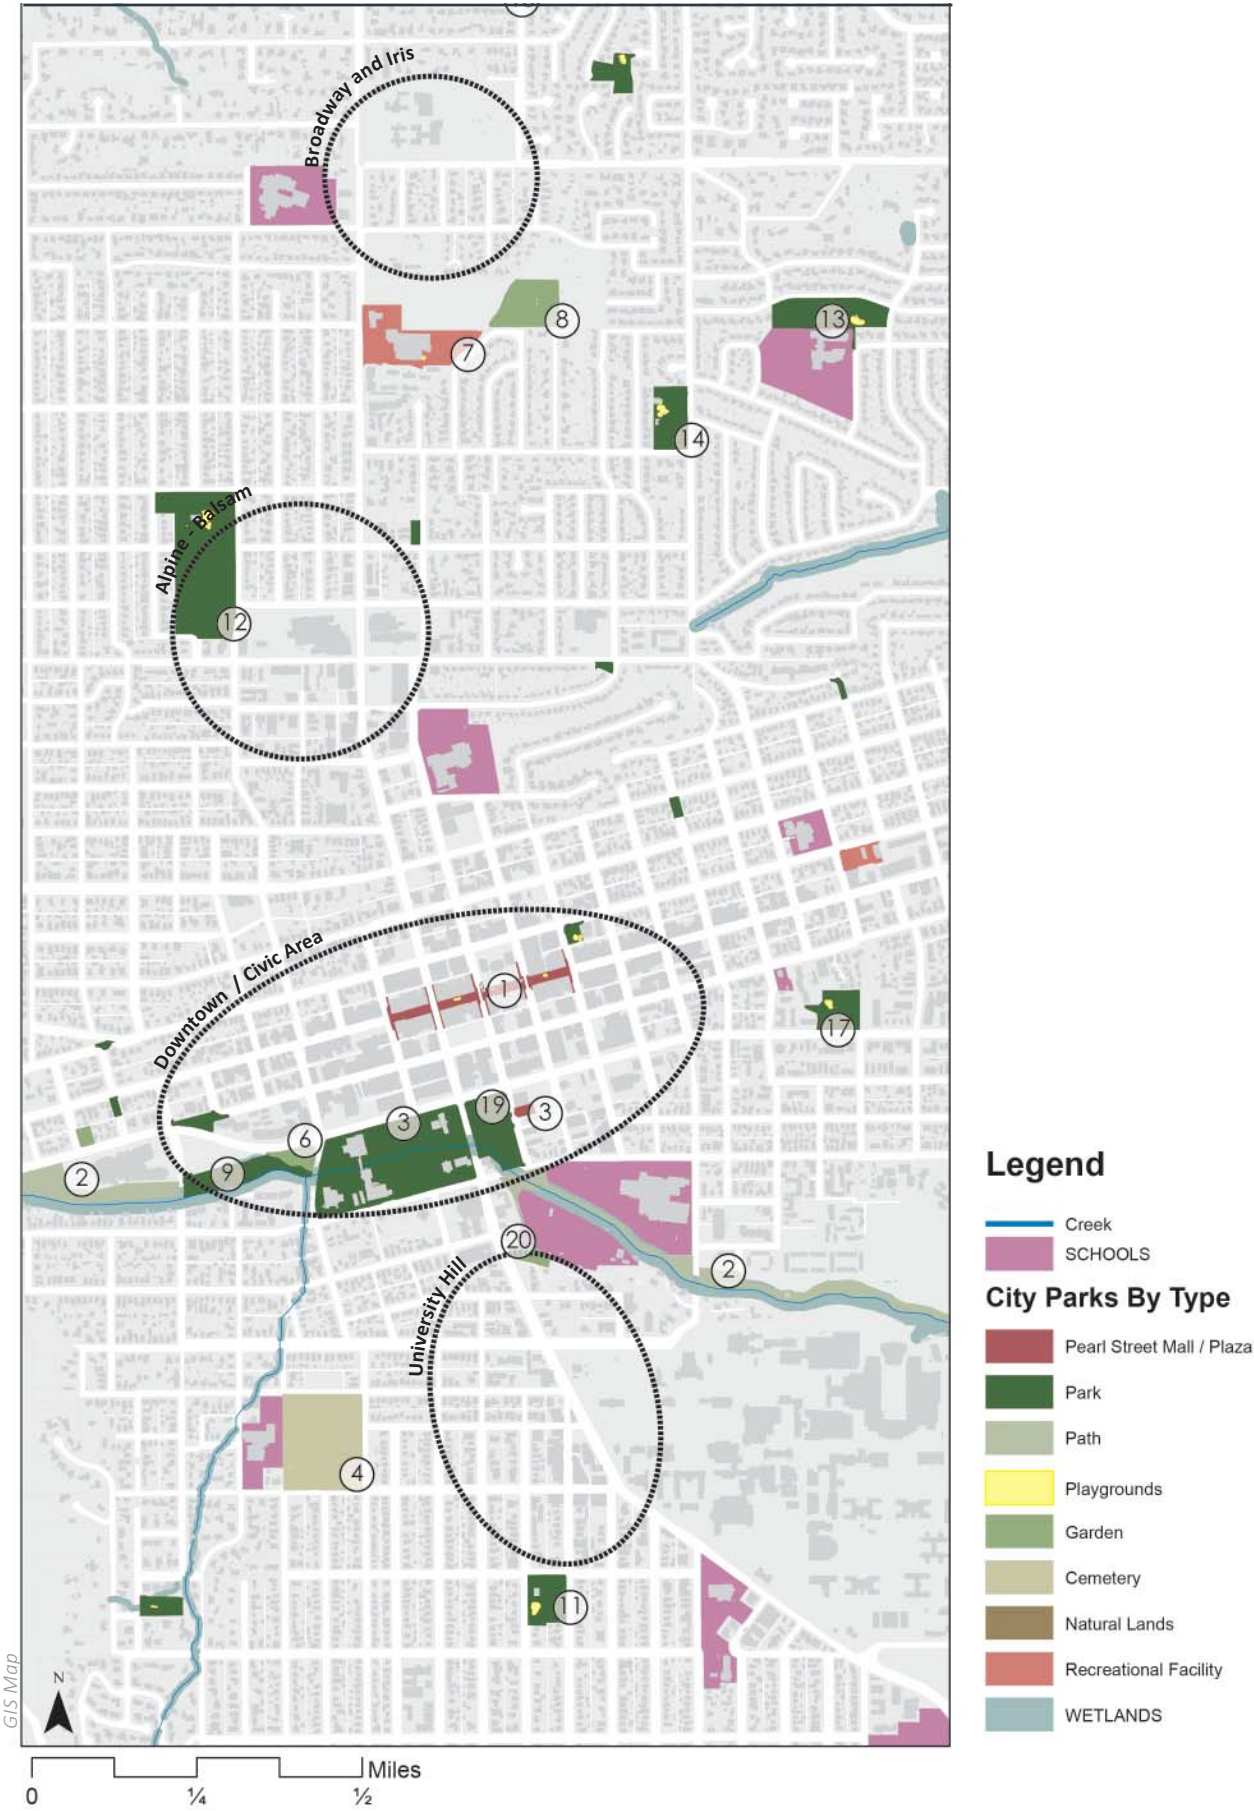 Broadway and Iris
8
13
7
14
Alpine - Balsam
12
Downtown / Civic Area
1
17
3
19
3
6
9
2
20
2
University Hill
4
11
GIS Map
N
0
¼
½
Miles
Legend
Creek
SCHOOLS
City Parks By Type
Pearl Street Mall / Plaza
Park
Path
Playgrounds
Garden
Cemetery
Natural Lands
Recreational Facility
WETLANDS